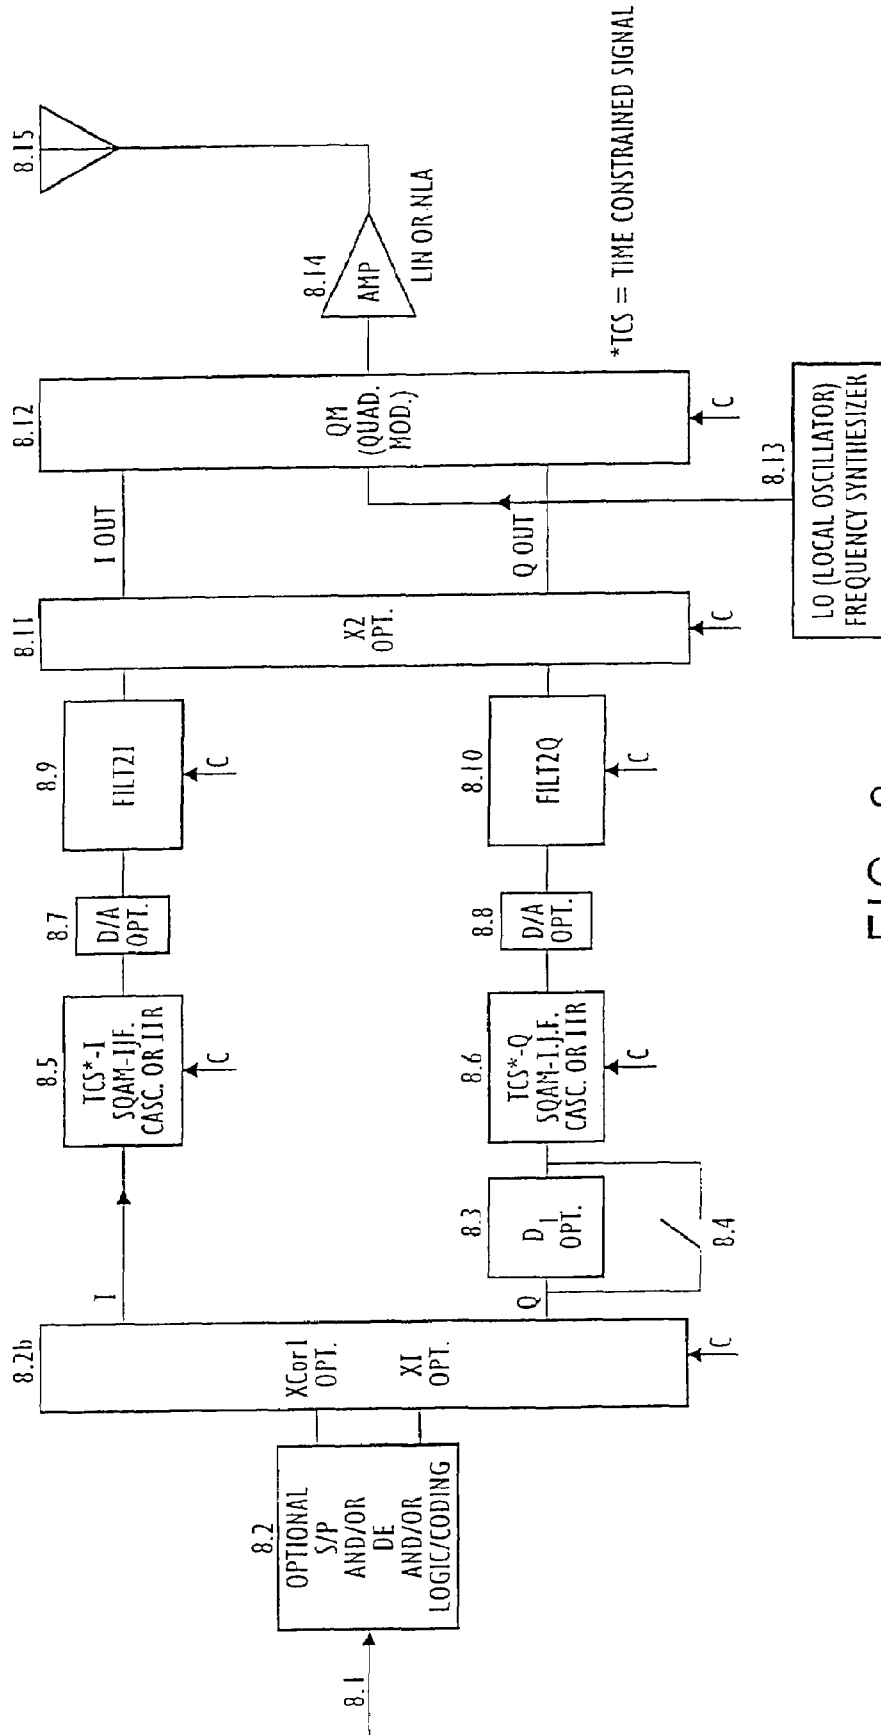 8.1
8.2
OPTIONAL
S/P
AND/OR
DE
AND/OR
LOGIC/CODING
8.2b
XCor1
OPT.
XI
OPT.
C
I
Q
8.3
D1
OPT.
8.4
8.5
TCS*-I
SQAM-IJF.
CASC. OR IIR
C
8.6
TCS*-Q
SQAM-I.J.F.
CASC. OR IIR
C
8.7
D/A
OPT.
8.8
D/A
OPT.
8.9
FILT2I
C
8.10
FILT2Q
C
8.11
X2
OPT.
C
I OUT
Q OUT
8.12
QM
(QUAD.
MOD.)
C
8.13
LO (LOCAL OSCILLATOR)
FREQUENCY SYNTHESIZER
8.14
AMP
LIN OR NLA
8.15
*TCS = TIME CONSTRAINED SIGNAL